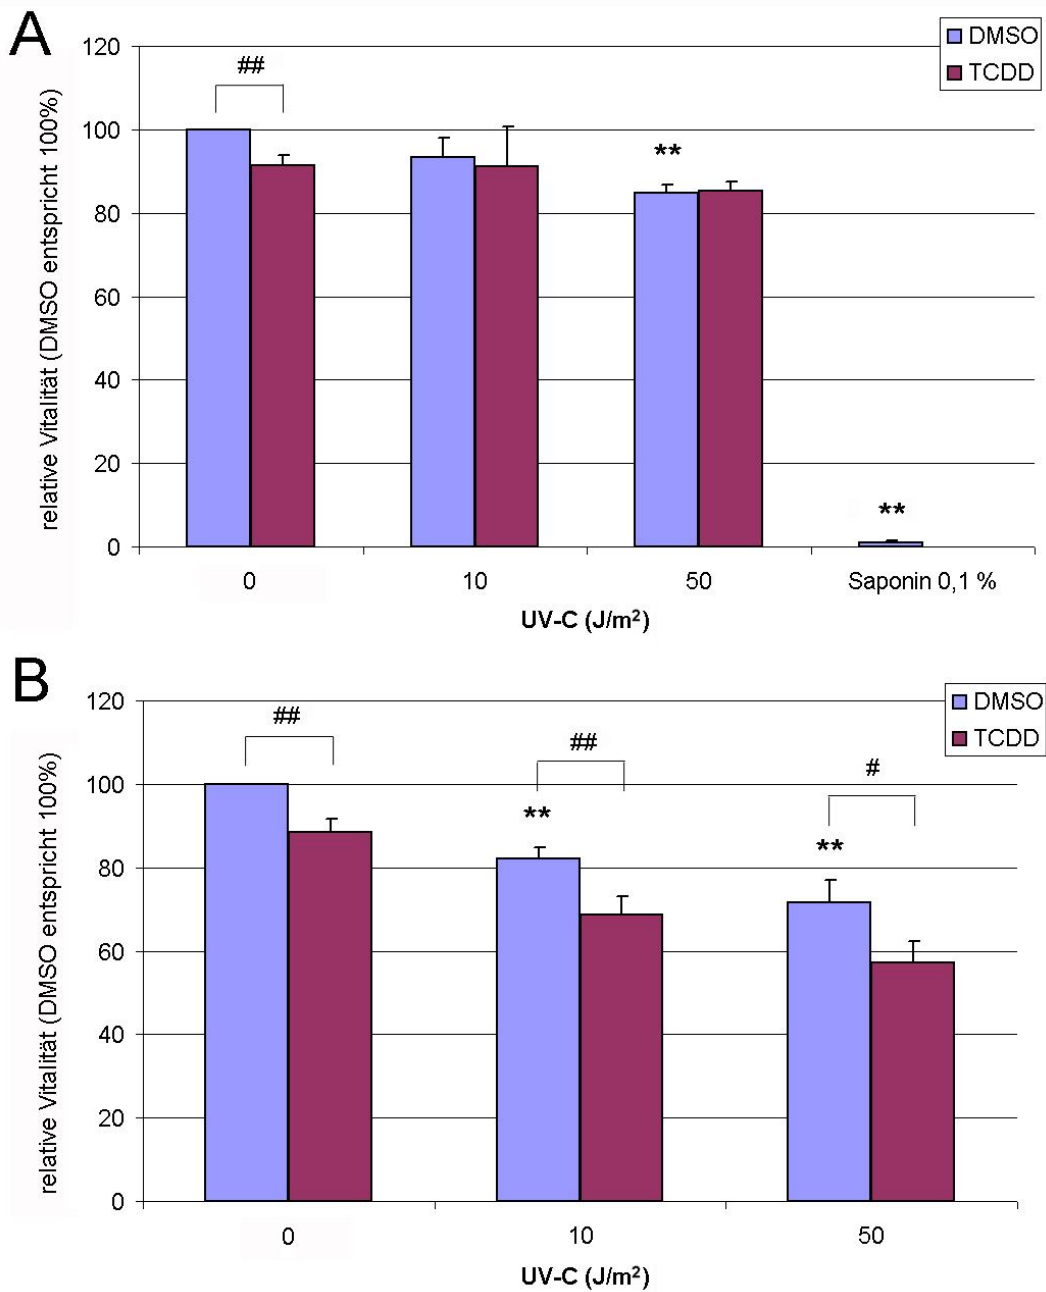 A
DMSO
TCDD
120
100
80
60
40
20
0
relative Vitalität (DMSO entspricht 100%)
##
**
**
0 10 50 Saponin 0,1 %
UV-C (J/m²)
B
DMSO
TCDD
120
100
80
60
40
20
0
relative Vitalität (DMSO entspricht 100%)
##
##
#
**
**
0 10 50
UV-C (J/m²)